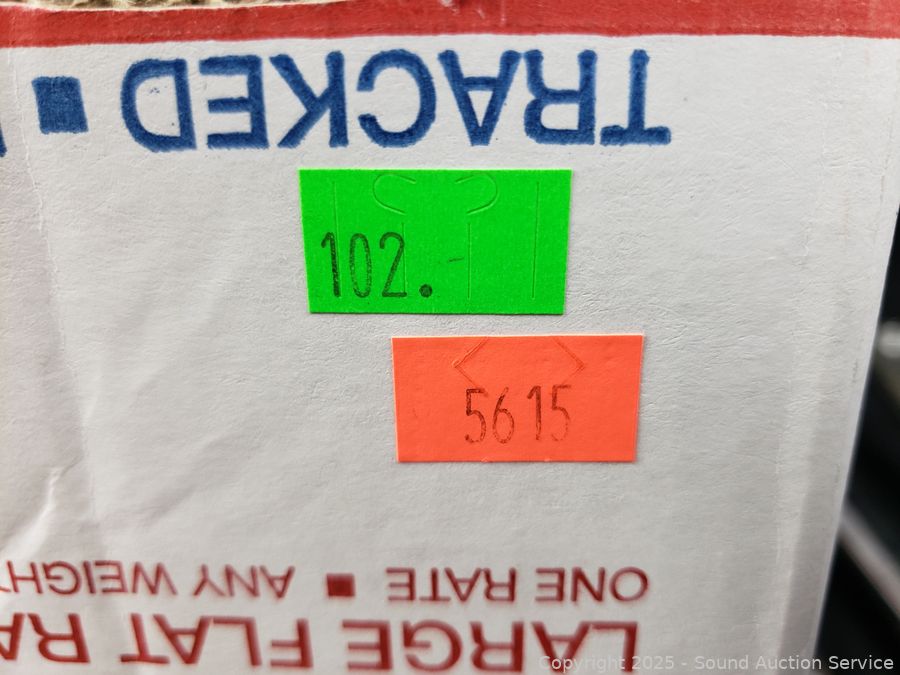 TRACKED ■
102.
5615
ONE RATE ■ ANY WEIGHT
LARGE FLAT RA
Copyright 2025 - Sound Auction Service